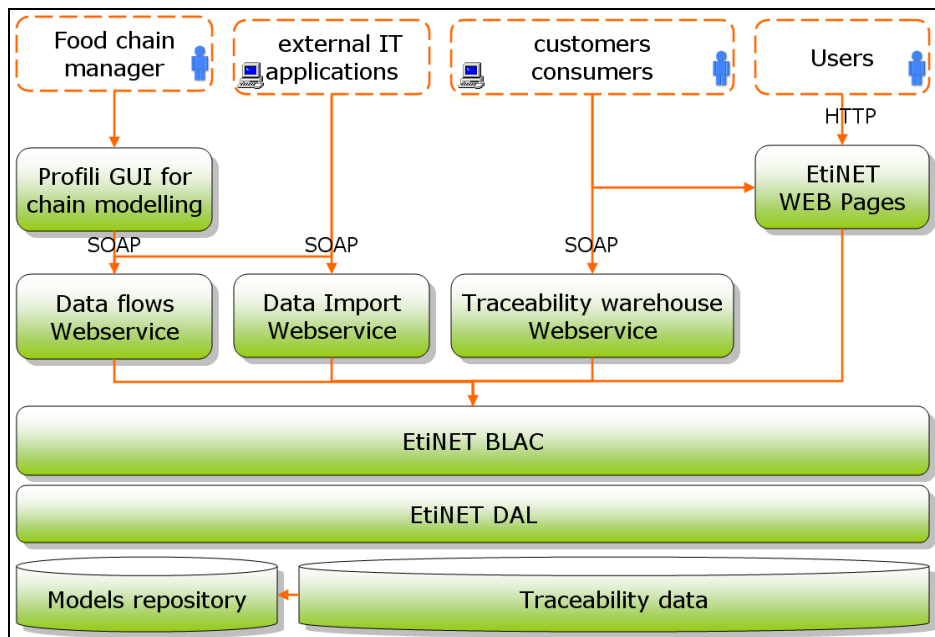 Food chain
manager
external IT
applications
customers
consumers
Users
HTTP
Profili GUI for
chain modelling
EtiNET
WEB Pages
SOAP
SOAP
SOAP
Data flows
Webservice
Data Import
Webservice
Traceability warehouse
Webservice
EtiNET BLAC
EtiNET DAL
Models repository
Traceability data